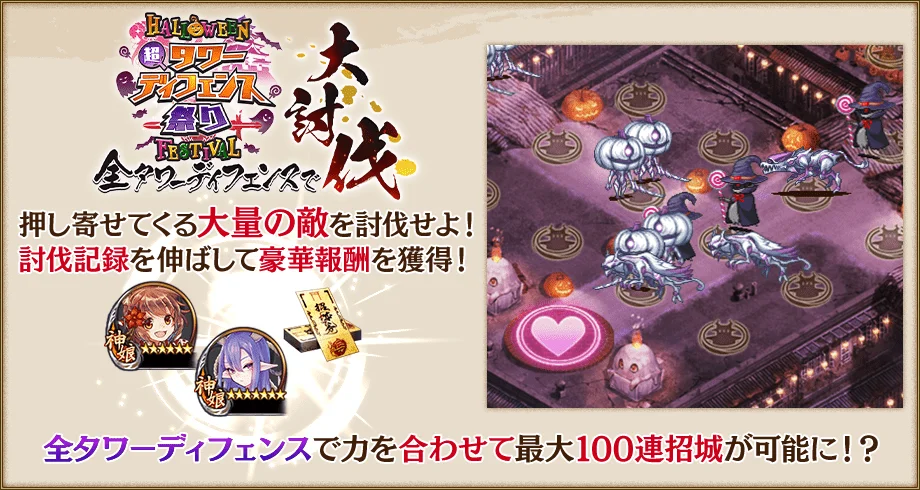 HALLOWEEN
超タワー
ディフェンス
祭り
FESTIVAL
大討伐
全タワーディフェンスで
押し寄せてくる大量の敵を討伐せよ！
討伐記録を伸ばして豪華報酬を獲得！
神娘
神娘
招城符
全タワーディフェンスで力を合わせて最大100連招城が可能に！？